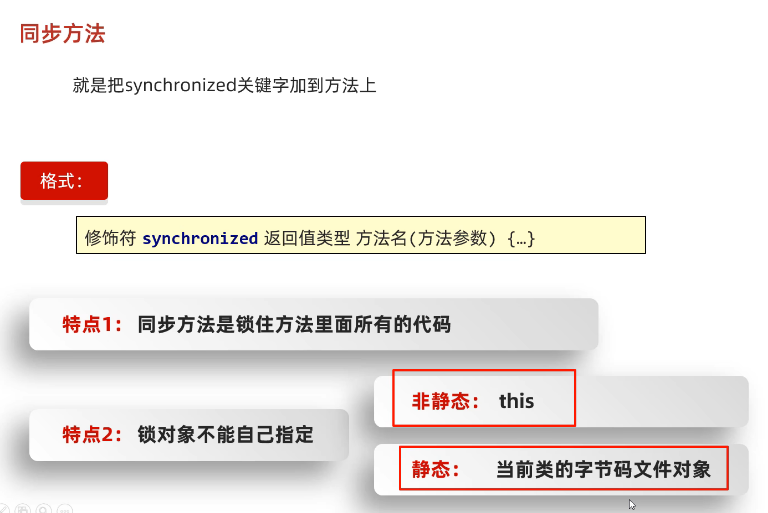 同步方法
就是把synchronized关键字加到方法上
格式：
修饰符 synchronized 返回值类型 方法名(方法参数) {…}
特点1： 同步方法是锁住方法里面所有的代码
特点2： 锁对象不能自己指定
非静态： this
静态： 当前类的字节码文件对象